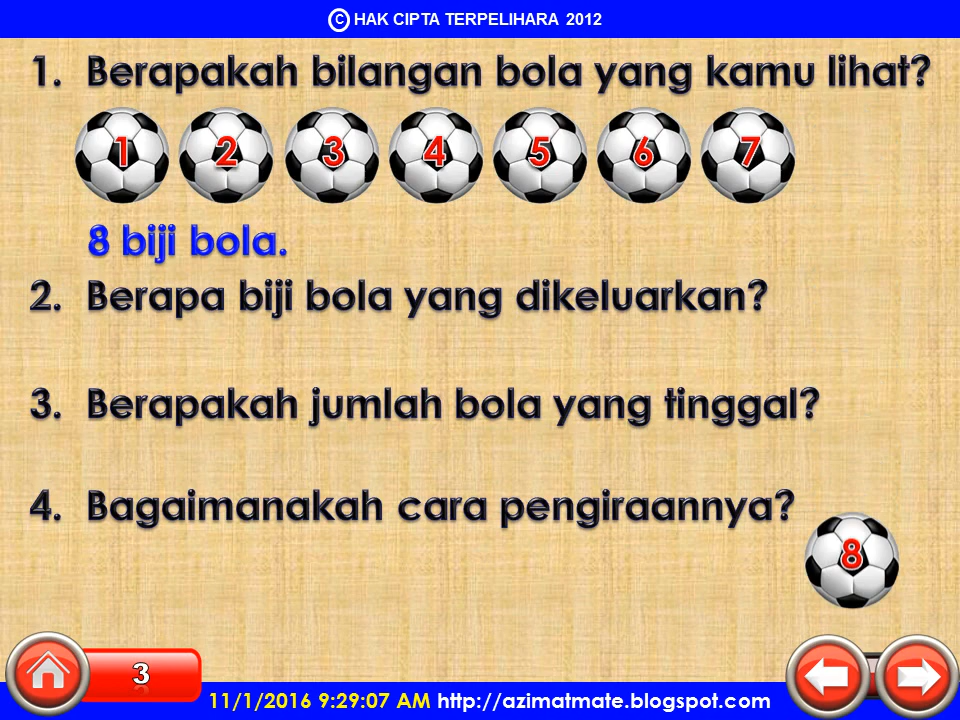 © HAK CIPTA TERPELIHARA 2012
1. Berapakah bilangan bola yang kamu lihat?
1 2 3 4 5 6 7
8 biji bola.
2. Berapa biji bola yang dikeluarkan?
3. Berapakah jumlah bola yang tinggal?
4. Bagaimanakah cara pengiraannya?
8
3
11/1/2016 9:29:07 AM http://azimatmate.blogspot.com